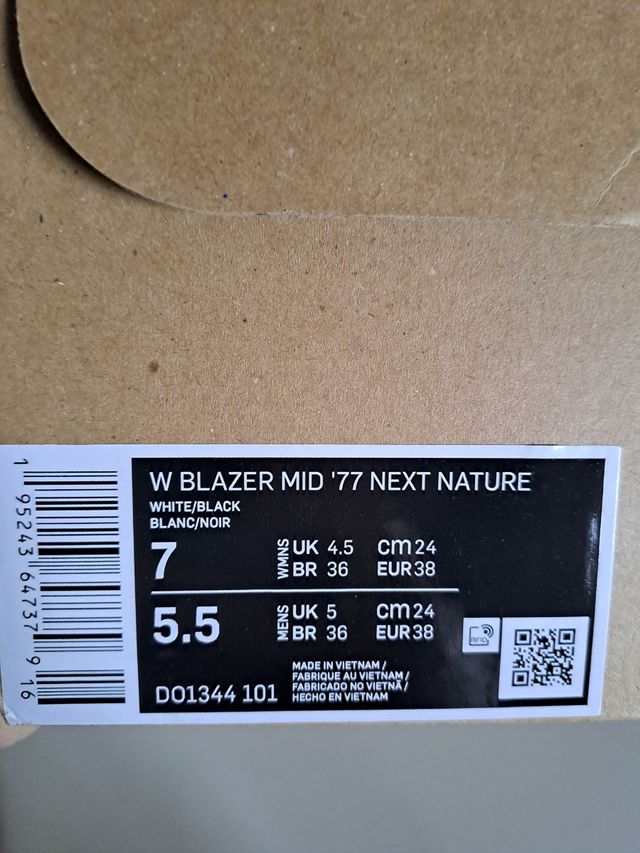 W BLAZER MID '77 NEXT NATURE
WHITE/BLACK
BLANC/NOIR
7 WMNS UK 4.5 cm 24
BR 36 EUR 38
5.5 MENS UK 5 cm 24
BR 36 EUR 38
RFID
DO1344 101
MADE IN VIETNAM /
FABRIQUE AU VIETNAM /
FABRICADO NO VIETNÃ /
HECHO EN VIETNAM
1 95243 64737 9 16